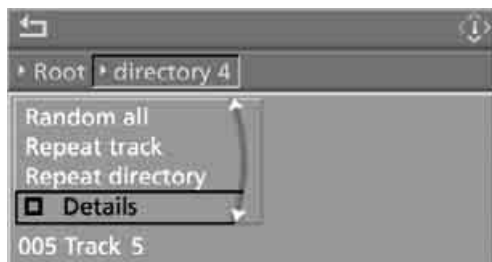 Root directory 4
Random all
Repeat track
Repeat directory
Details
005 Track 5